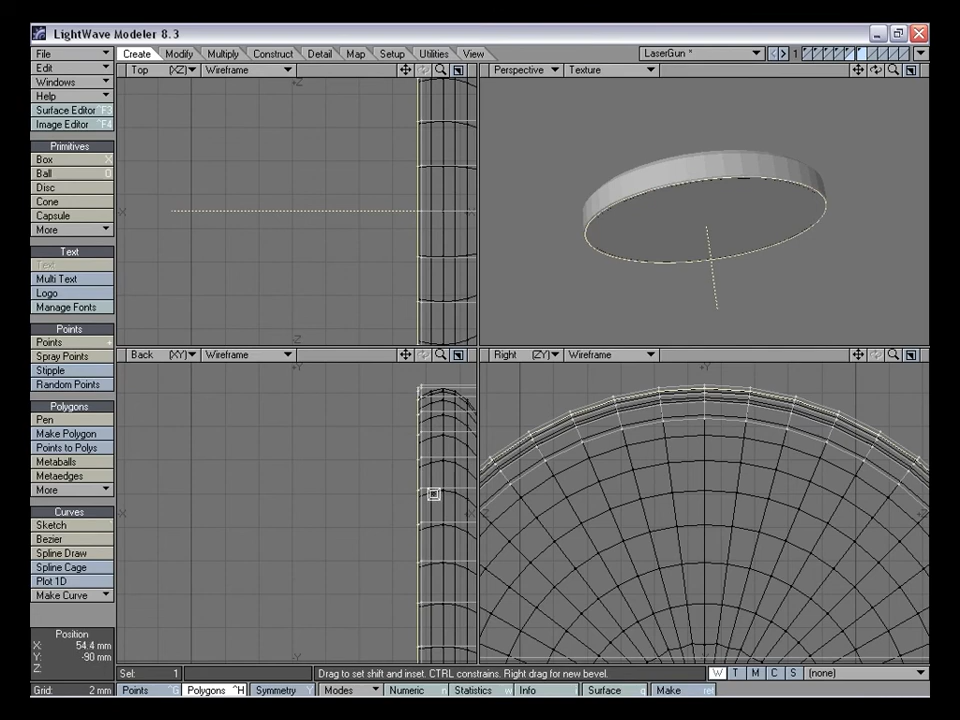 LightWave Modeler 8.3
File
Create Modify Multiply Construct Detail Map Setup Utilities View
LaserGun *
1
Edit
Top (XZ) Wireframe
Perspective Texture
Windows
Help
Surface Editor F3
Image Editor ^F4
Primitives
Box X
Ball O
Disc
Cone
Capsule
More
Text
Text
Multi Text
Logo
Manage Fonts
Points
Points +
Spray Points
Stipple
Random Points
Back (XY) Wireframe
Right (ZY) Wireframe
Polygons
Pen
Make Polygon
Points to Polys
Metaballs
Metaedges
More
Curves
Sketch
Bezier
Spline Draw
Spline Cage
Plot 1D
Make Curve
Position
X: 54.4 mm
Y: -90 mm
Z:
Sel: 1
Drag to set shift and inset. CTRL constrains. Right drag for new bevel.
W T M C S (none)
Grid: 2 mm
Points ^G Polygons ^H Symmetry Y Modes Numeric n Statistics w Info i Surface q Make ret